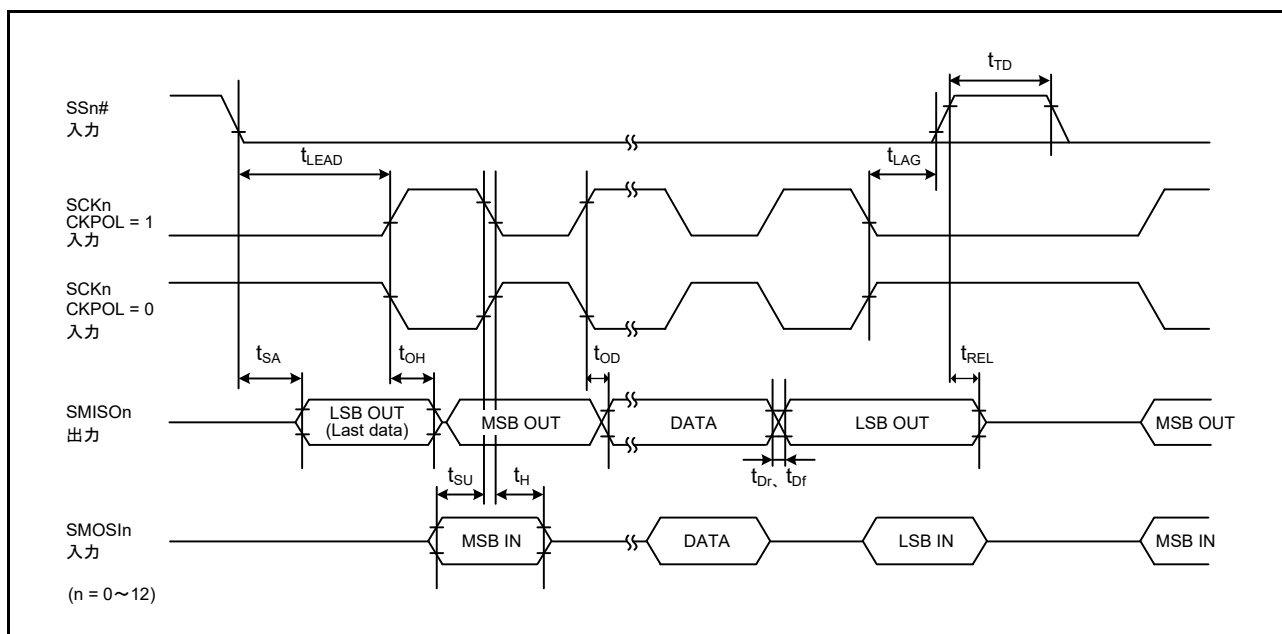 tTD
SSn#
入力
tLEAD
tLAG
SCKn
CKPOL = 1
入力
SCKn
CKPOL = 0
入力
tSA
tOH
tOD
tREL
SMISOn
出力
LSB OUT
(Last data)
MSB OUT
DATA
LSB OUT
MSB OUT
tSU
tH
tDr、tDf
SMOSIn
入力
MSB IN
DATA
LSB IN
MSB IN
(n = 0～12)